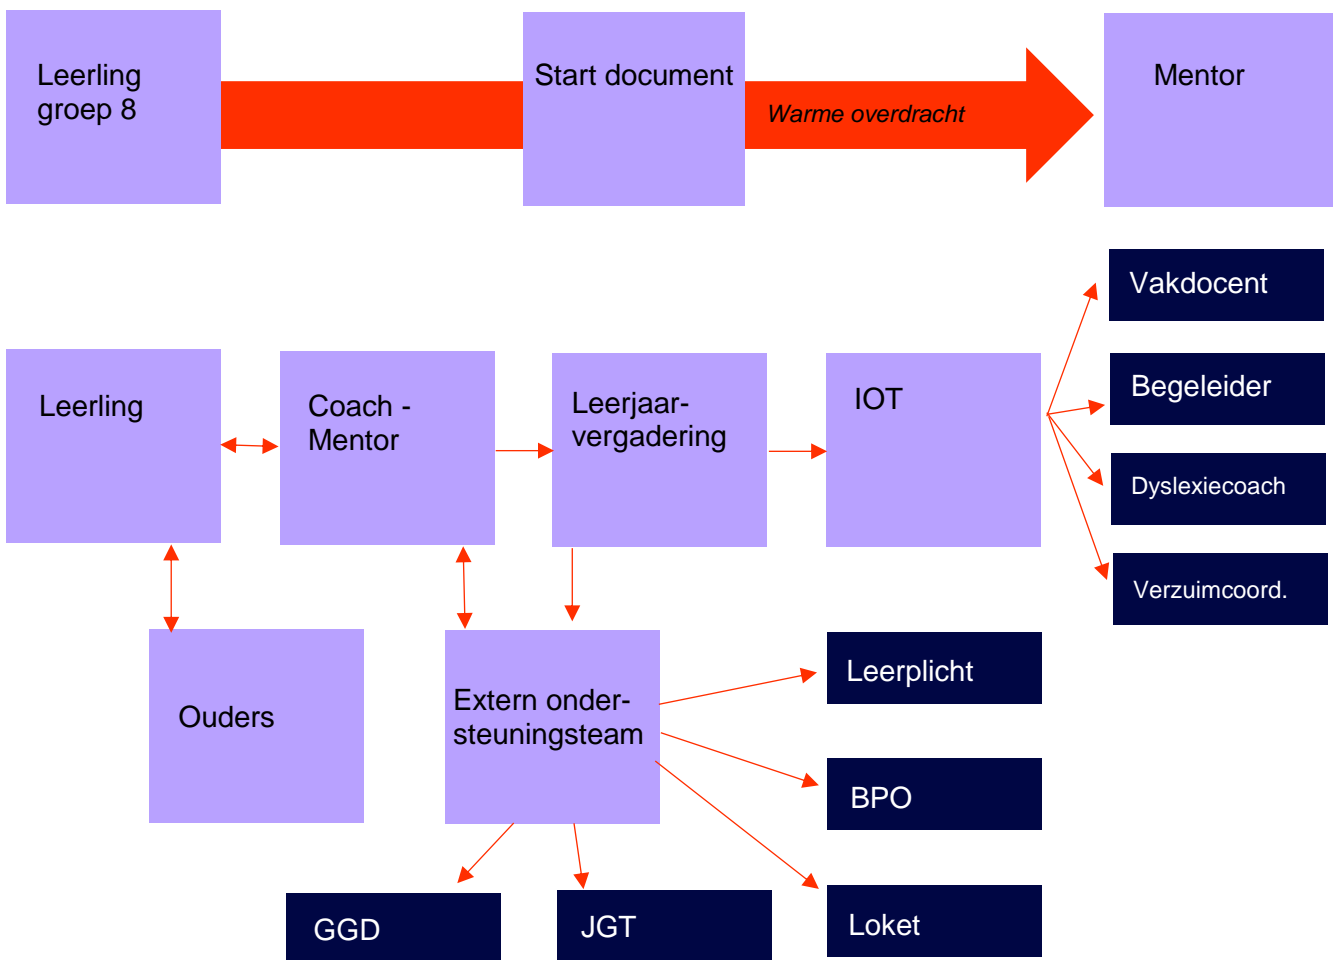 Leerling
groep 8
Start document
Warme overdracht
Mentor
Vakdocent
Begeleider
Dyslexiecoach
Verzuimcoord.
Leerling
Coach -
Mentor
Leerjaar-
vergadering
IOT
Ouders
Extern onder-
steuningsteam
Leerplicht
BPO
Loket
GGD
JGT